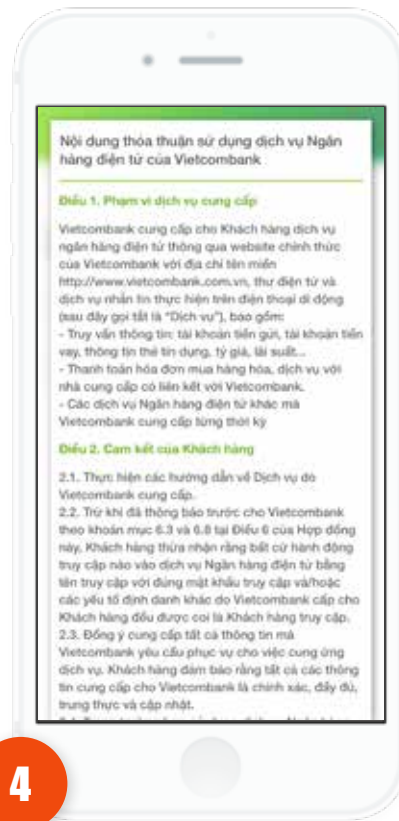 Nội dung thỏa thuận sử dụng dịch vụ Ngân
hàng điện tử của Vietcombank
Điều 1. Phạm vi dịch vụ cung cấp
Vietcombank cung cấp cho Khách hàng dịch vụ
ngân hàng điện tử thông qua website chính thức
của Vietcombank với địa chỉ tên miền
http://www.vietcombank.com.vn, thư điện tử và
dịch vụ nhắn tin thực hiện trên điện thoại di động
(sau đây gọi tắt là "Dịch vụ"), bao gồm:
- Truy vấn thông tin: tài khoản tiền gửi, tài khoản tiền
vay, thông tin thẻ tín dụng, tỷ giá, lãi suất...
- Thanh toán hóa đơn mua hàng hóa, dịch vụ với
nhà cung cấp có liên kết với Vietcombank.
- Các dịch vụ Ngân hàng điện tử khác mà
Vietcombank cung cấp từng thời kỳ
Điều 2. Cam kết của Khách hàng
2.1. Thực hiện các hướng dẫn về Dịch vụ do
Vietcombank cung cấp.
2.2. Trừ khi đã thông báo trước cho Vietcombank
theo khoản mục 6.3 và 6.8 tại Điều 6 của Hợp đồng
này, Khách hàng thừa nhận rằng bất cứ hành động
truy cập nào vào dịch vụ Ngân hàng điện tử bằng
tên truy cập với đúng mật khẩu truy cập và/hoặc
các yếu tố định danh khác do Vietcombank cấp cho
Khách hàng đều được coi là Khách hàng truy cập.
2.3. Đồng ý cung cấp tất cả thông tin mà
Vietcombank yêu cầu phục vụ cho việc cung ứng
dịch vụ. Khách hàng đảm bảo rằng tất cả các thông
tin cung cấp cho Vietcombank là chính xác, đầy đủ,
trung thực và cập nhật.
4